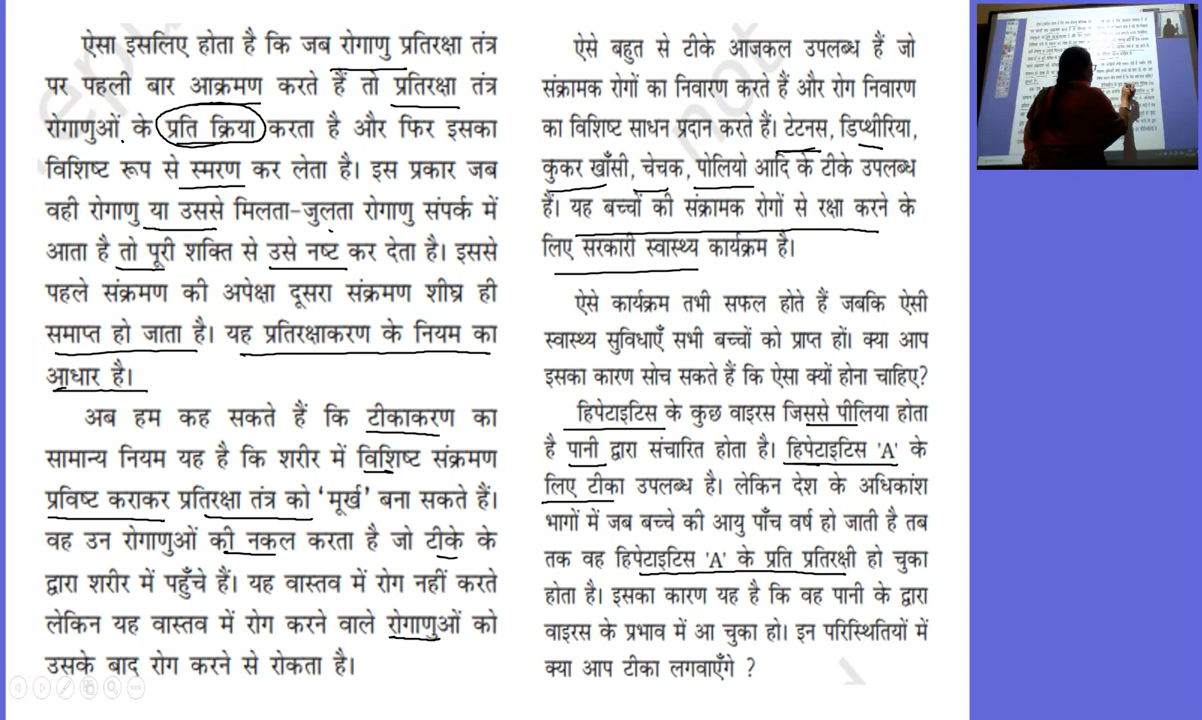 ऐसा इसलिए होता है कि जब रोगाणु प्रतिरक्षा तंत्र
पर पहली बार आक्रमण करते हैं तो प्रतिरक्षा तंत्र
रोगाणुओं के प्रति क्रिया करता है और फिर इसका
विशिष्ट रूप से स्मरण कर लेता है। इस प्रकार जब
वही रोगाणु या उससे मिलता-जुलता रोगाणु संपर्क में
आता है तो पूरी शक्ति से उसे नष्ट कर देता है। इससे
पहले संक्रमण की अपेक्षा दूसरा संक्रमण शीघ्र ही
समाप्त हो जाता है। यह प्रतिरक्षाकरण के नियम का
आधार है।
अब हम कह सकते हैं कि टीकाकरण का
सामान्य नियम यह है कि शरीर में विशिष्ट संक्रमण
प्रविष्ट कराकर प्रतिरक्षा तंत्र को ‘मूर्ख’ बना सकते हैं।
वह उन रोगाणुओं की नकल करता है जो टीके के
द्वारा शरीर में पहुँचे हैं। यह वास्तव में रोग नहीं करते
लेकिन यह वास्तव में रोग करने वाले रोगाणुओं को
उसके बाद रोग करने से रोकता है।
ऐसे बहुत से टीके आजकल उपलब्ध हैं जो
संक्रामक रोगों का निवारण करते हैं और रोग निवारण
का विशिष्ट साधन प्रदान करते हैं। टेटनस, डिप्थीरिया,
कुकर खाँसी, चेचक, पोलियो आदि के टीके उपलब्ध
हैं। यह बच्चों की संक्रामक रोगों से रक्षा करने के
लिए सरकारी स्वास्थ्य कार्यक्रम है।
ऐसे कार्यक्रम तभी सफल होते हैं जबकि ऐसी
स्वास्थ्य सुविधाएँ सभी बच्चों को प्राप्त हों। क्या आप
इसका कारण सोच सकते हैं कि ऐसा क्यों होना चाहिए?
हिपेटाइटिस के कुछ वाइरस जिससे पीलिया होता
है पानी द्वारा संचारित होता है। हिपेटाइटिस 'A' के
लिए टीका उपलब्ध है। लेकिन देश के अधिकांश
भागों में जब बच्चे की आयु पाँच वर्ष हो जाती है तब
तक वह हिपेटाइटिस 'A' के प्रति प्रतिरक्षी हो चुका
होता है। इसका कारण यह है कि वह पानी के द्वारा
वाइरस के प्रभाव में आ चुका हो। इन परिस्थितियों में
क्या आप टीका लगवाएँगे ?
not